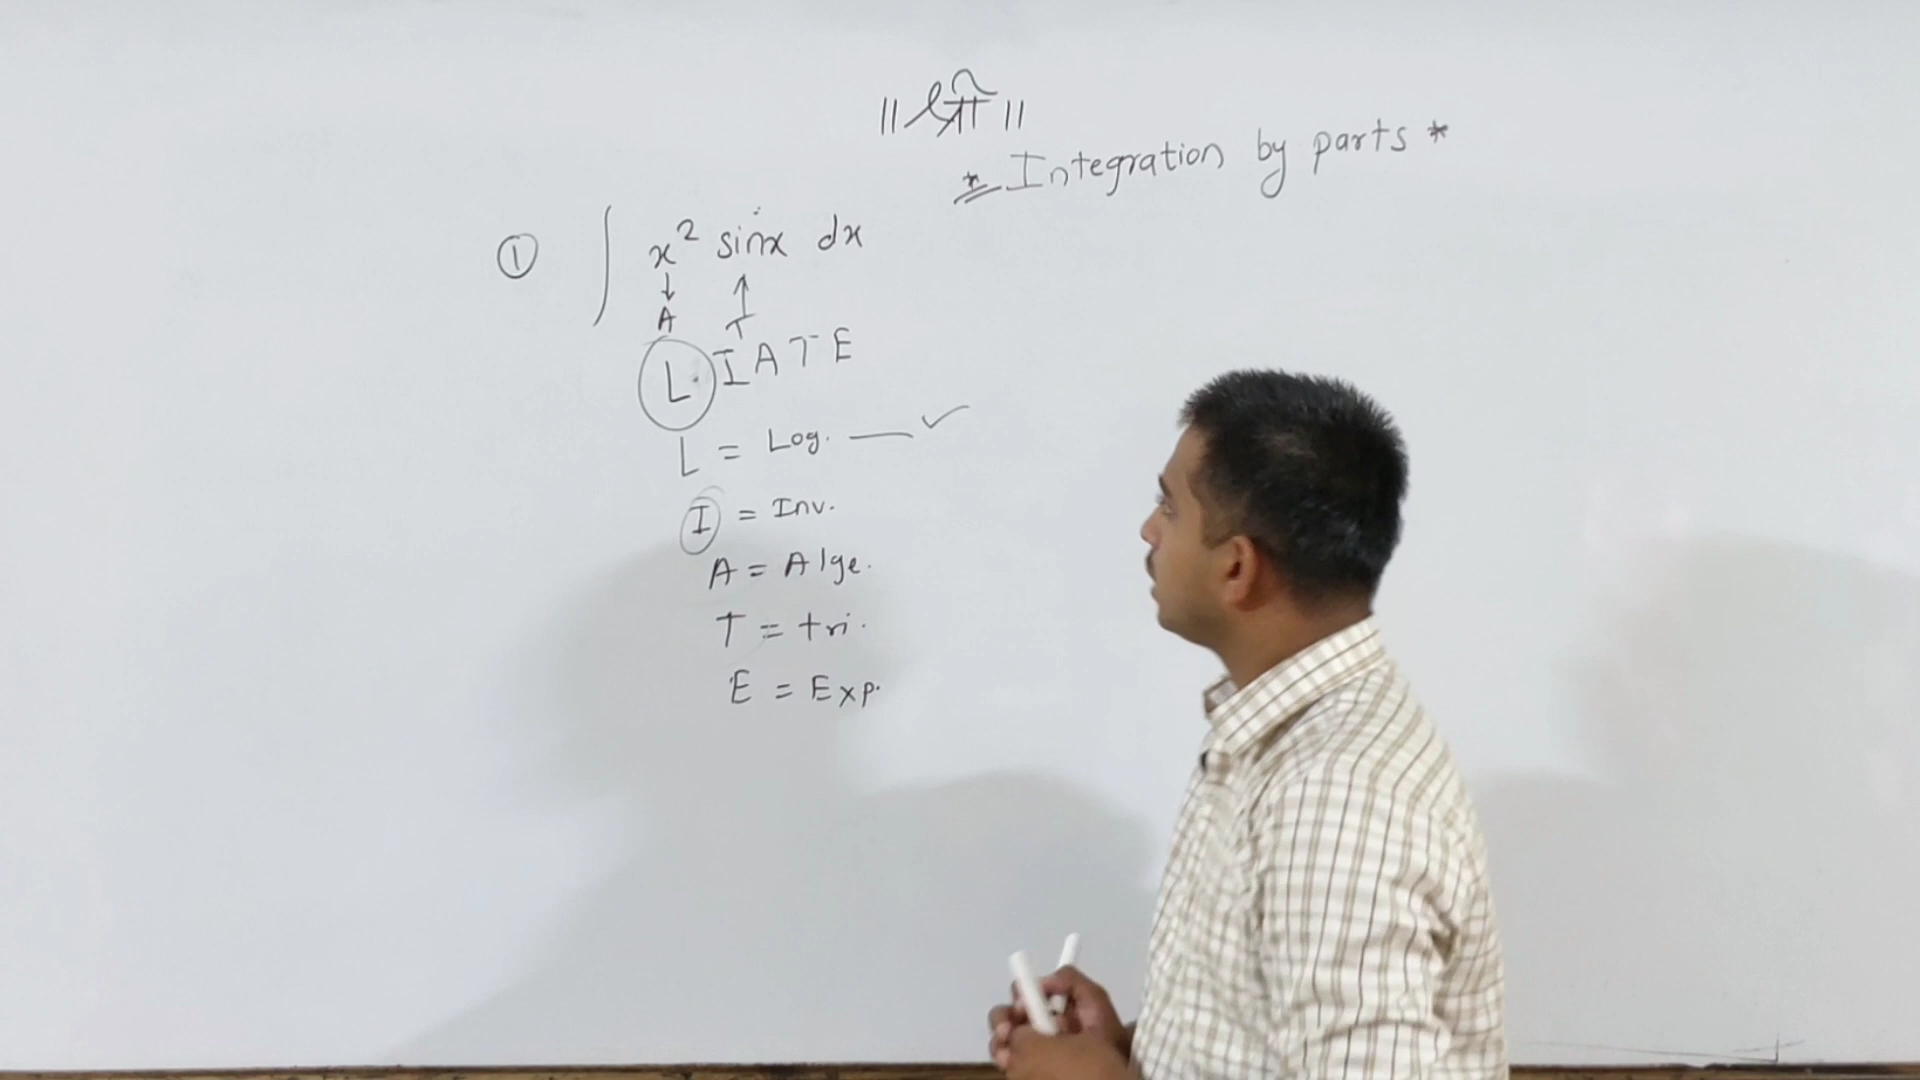 ॥ श्री ॥
* Integration by parts *
① ∫ x² sinx dx
↓ ↑
A T
L I A T E
L = Log. — ✓
I = Inv.
A = Alge.
T = tri.
E = Exp.